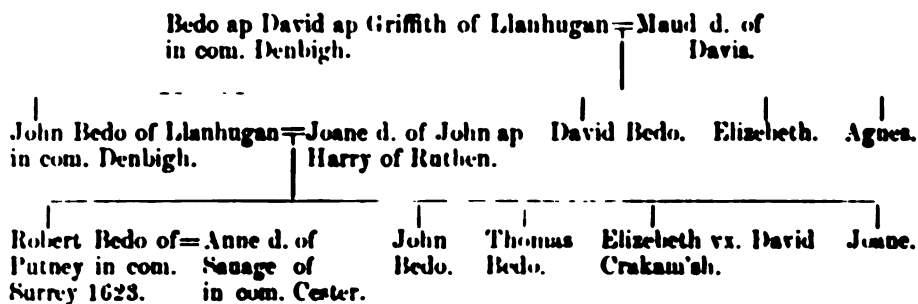 Bedo ap David ap Griffith of Llanhugan = Maud d. of
in com. Denbigh. Davis.
John Bedo of Llanhugan = Joane d. of John ap David Bedo. Elizebeth. Agnes.
in com. Denbigh. Harry of Ruthen.
Robert Bedo of = Anne d. of John Thomas Elizebeth vx. David Joane.
Putney in com. Sauage of Bedo. Bedo. Crakam'sh.
Surrey 1623. in com. Cester.